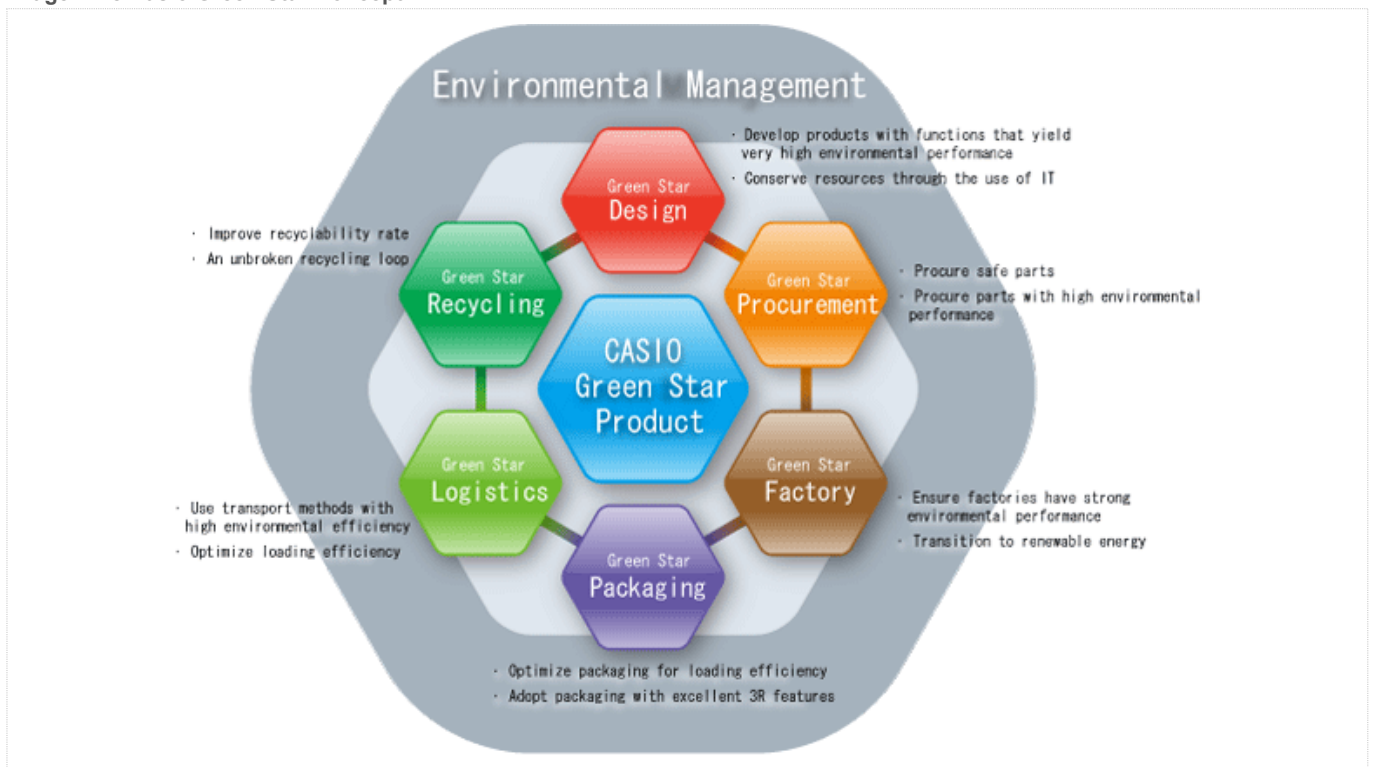 Environmental Management
· Develop products with functions that yield
very high environmental performance
· Conserve resources through the use of IT
Green Star
Design
· Improve recyclability rate
· An unbroken recycling loop
Green Star
Recycling
Green Star
Procurement
· Procure safe parts
· Procure parts with high environmental
performance
CASIO
Green Star
Product
Green Star
Logistics
· Use transport methods with
high environmental efficiency
· Optimize loading efficiency
Green Star
Factory
· Ensure factories have strong
environmental performance
· Transition to renewable energy
Green Star
Packaging
· Optimize packaging for loading efficiency
· Adopt packaging with excellent 3R features